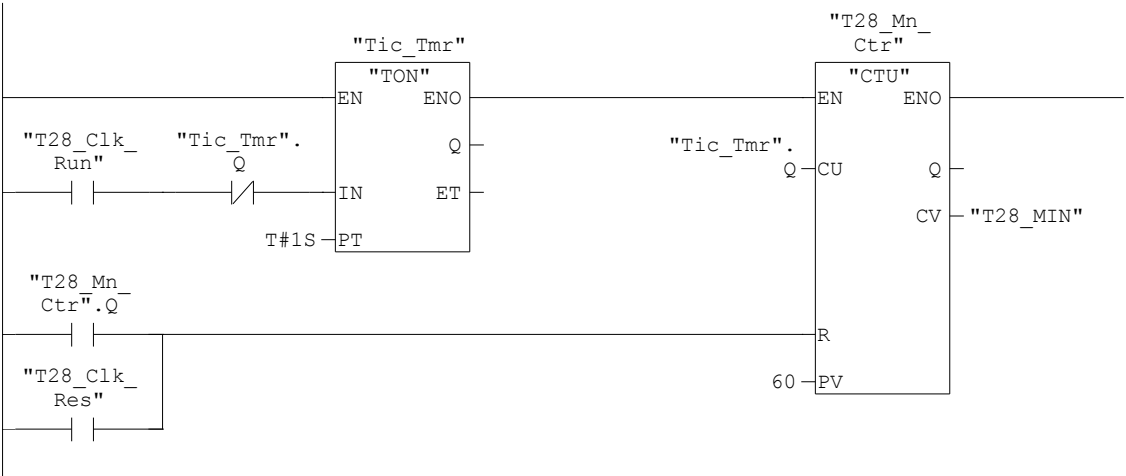 "T28_Mn_
Ctr"
"Tic_Tmr"
"TON"
"CTU"
EN ENO
EN ENO
"T28_Clk_
Run"
"Tic_Tmr".
Q
Q
"Tic_Tmr".
Q
CU
Q
IN
ET
CV
"T28_MIN"
T#1S
PT
"T28_Mn_
Ctr".Q
R
"T28_Clk_
Res"
60
PV